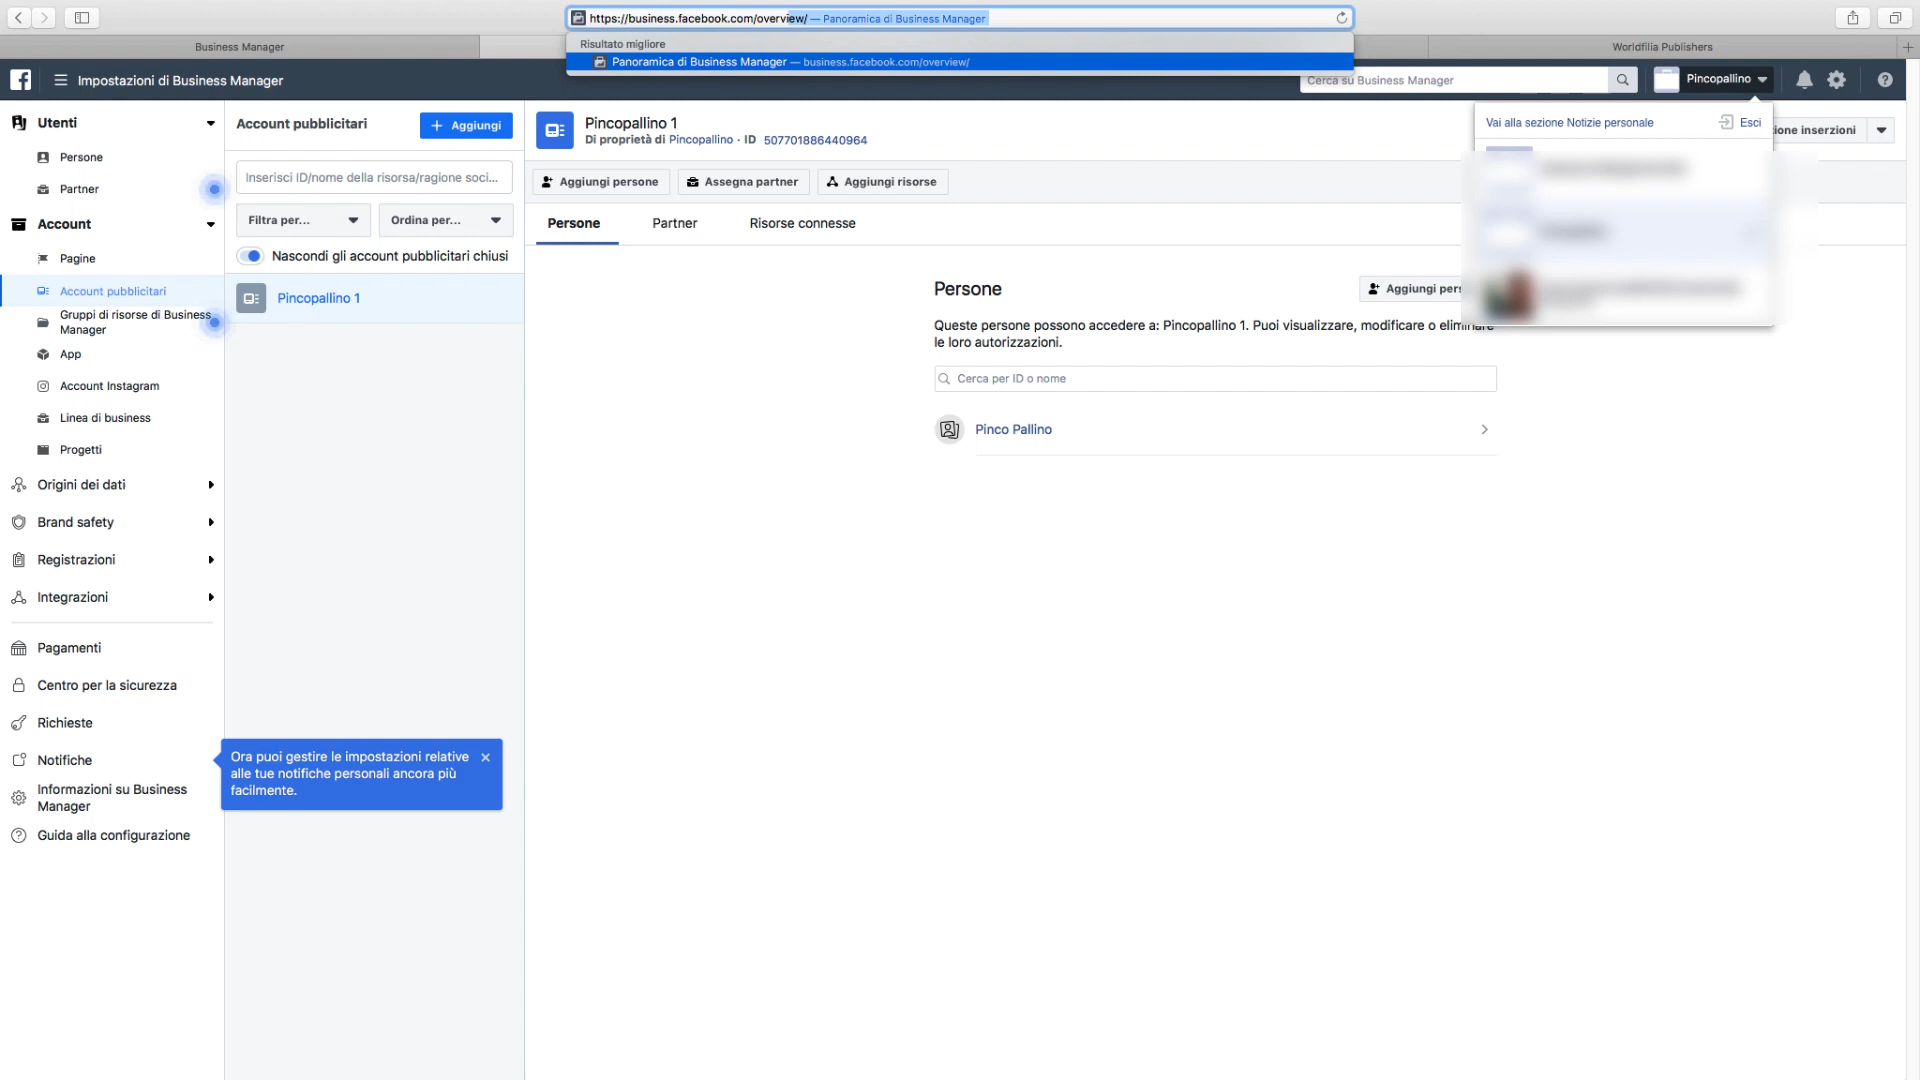 https://business.facebook.com/overview/ — Panoramica di Business Manager
Risultato migliore
Panoramica di Business Manager — business.facebook.com/overview/
Business Manager
Worldfilia Publishers
Impostazioni di Business Manager
Cerca su Business Manager
Pincopallino
Vai alla sezione Notizie personale
Esci
ione inserzioni
Utenti
Persone
Partner
Account
Pagine
Account pubblicitari
Gruppi di risorse di Business
Manager
App
Account Instagram
Linea di business
Progetti
Origini dei dati
Brand safety
Registrazioni
Integrazioni
Pagamenti
Centro per la sicurezza
Richieste
Notifiche
Informazioni su Business
Manager
Guida alla configurazione
Account pubblicitari
+ Aggiungi
Inserisci ID/nome della risorsa/ragione soci...
Filtra per...
Ordina per...
Nascondi gli account pubblicitari chiusi
Pincopallino 1
Ora puoi gestire le impostazioni relative
alle tue notifiche personali ancora più
facilmente.
Pincopallino 1
Di proprietà di Pincopallino · ID 507701886440964
Aggiungi persone
Assegna partner
Aggiungi risorse
Persone
Partner
Risorse connesse
Persone
Aggiungi pers
Queste persone possono accedere a: Pincopallino 1. Puoi visualizzare, modificare o eliminare
le loro autorizzazioni.
Cerca per ID o nome
Pinco Pallino